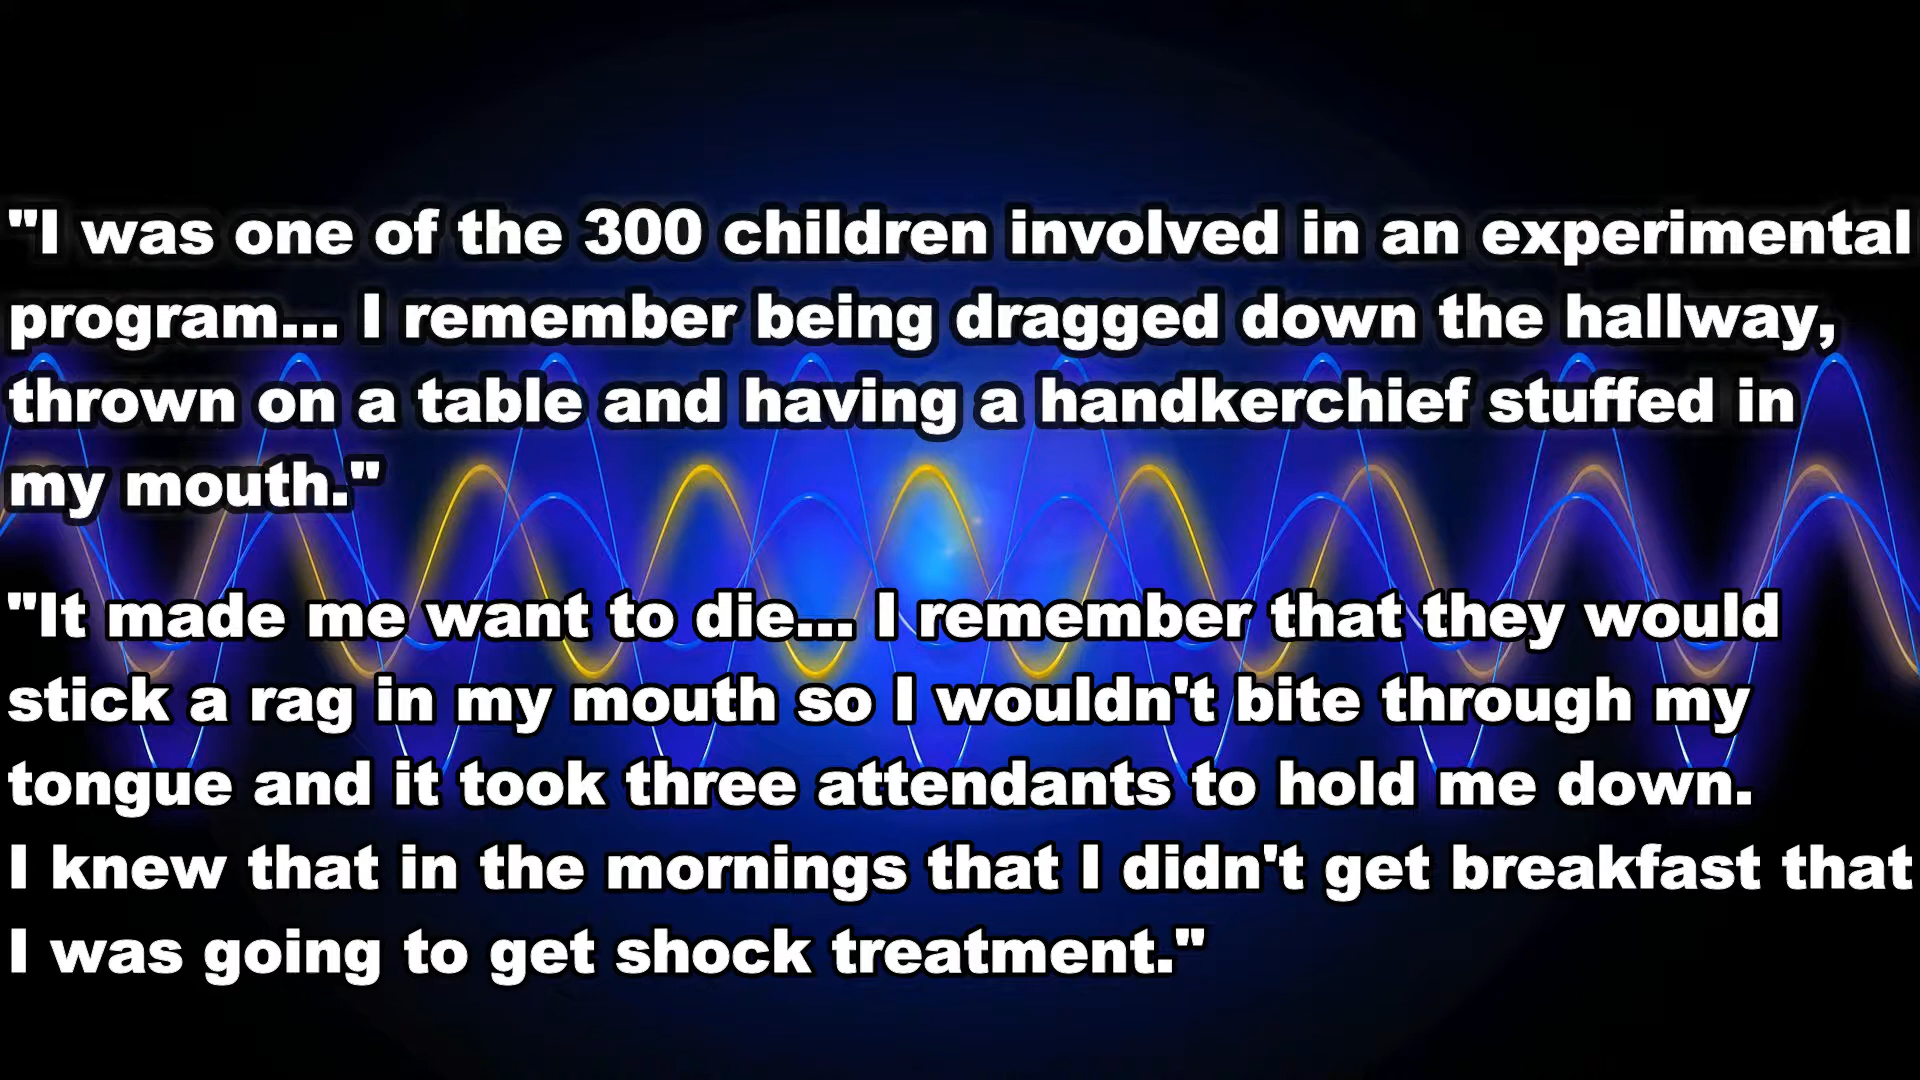 "I was one of the 300 children involved in an experimental
program... I remember being dragged down the hallway,
thrown on a table and having a handkerchief stuffed in
my mouth."
"It made me want to die... I remember that they would
stick a rag in my mouth so I wouldn't bite through my
tongue and it took three attendants to hold me down.
I knew that in the mornings that I didn't get breakfast that
I was going to get shock treatment."